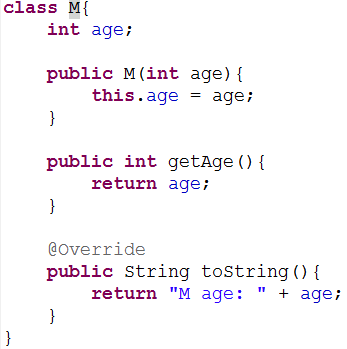 class M{
    int age;

    public M(int age){
        this.age = age;
    }

    public int getAge(){
        return age;
    }

    @Override
    public String toString(){
        return "M age: " + age;
    }
}